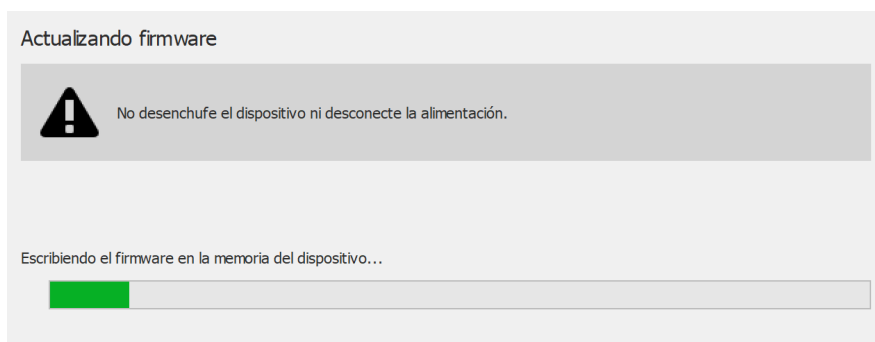 Actualizando firmware
No desenchufe el dispositivo ni desconecte la alimentación.
Escribiendo el firmware en la memoria del dispositivo...